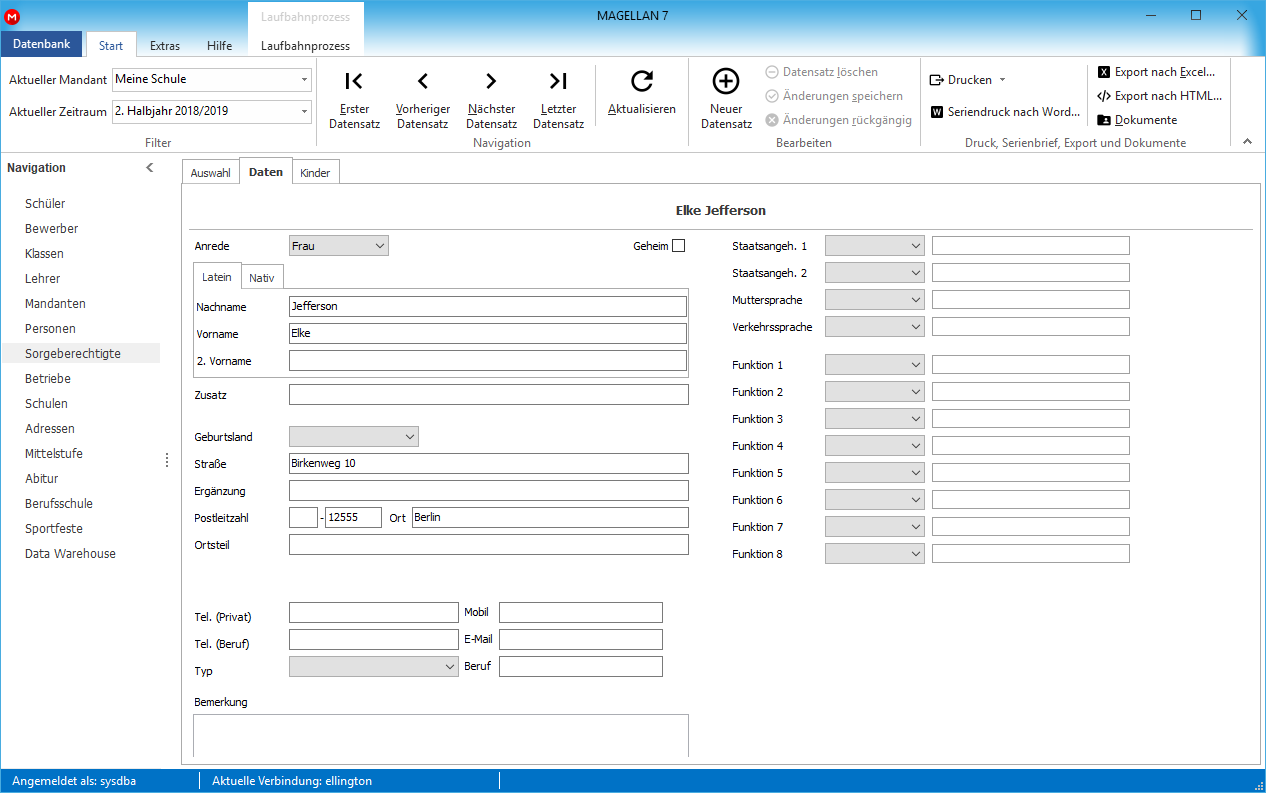 M
MAGELLAN 7
Laufbahnprozess
Datenbank Start Extras Hilfe Laufbahnprozess
Aktueller Mandant Meine Schule
Aktueller Zeitraum 2. Halbjahr 2018/2019
Filter
Erster Datensatz
Vorheriger Datensatz
Nächster Datensatz
Letzter Datensatz
Aktualisieren
Navigation
Neuer Datensatz
Datensatz löschen
Änderungen speichern
Änderungen rückgängig
Bearbeiten
Drucken
W Seriendruck nach Word...
X Export nach Excel...
Export nach HTML...
Dokumente
Druck, Serienbrief, Export und Dokumente
Navigation
Schüler
Bewerber
Klassen
Lehrer
Mandanten
Personen
Sorgeberechtigte
Betriebe
Schulen
Adressen
Mittelstufe
Abitur
Berufsschule
Sportfeste
Data Warehouse
Auswahl Daten Kinder
Elke Jefferson
Anrede Frau Geheim
Latein Nativ
Nachname Jefferson
Vorname Elke
2. Vorname
Zusatz
Geburtsland
Straße Birkenweg 10
Ergänzung
Postleitzahl - 12555 Ort Berlin
Ortsteil
Tel. (Privat) Mobil
Tel. (Beruf) E-Mail
Typ Beruf
Bemerkung
Staatsangeh. 1
Staatsangeh. 2
Muttersprache
Verkehrssprache
Funktion 1
Funktion 2
Funktion 3
Funktion 4
Funktion 5
Funktion 6
Funktion 7
Funktion 8
Angemeldet als: sysdba Aktuelle Verbindung: ellington